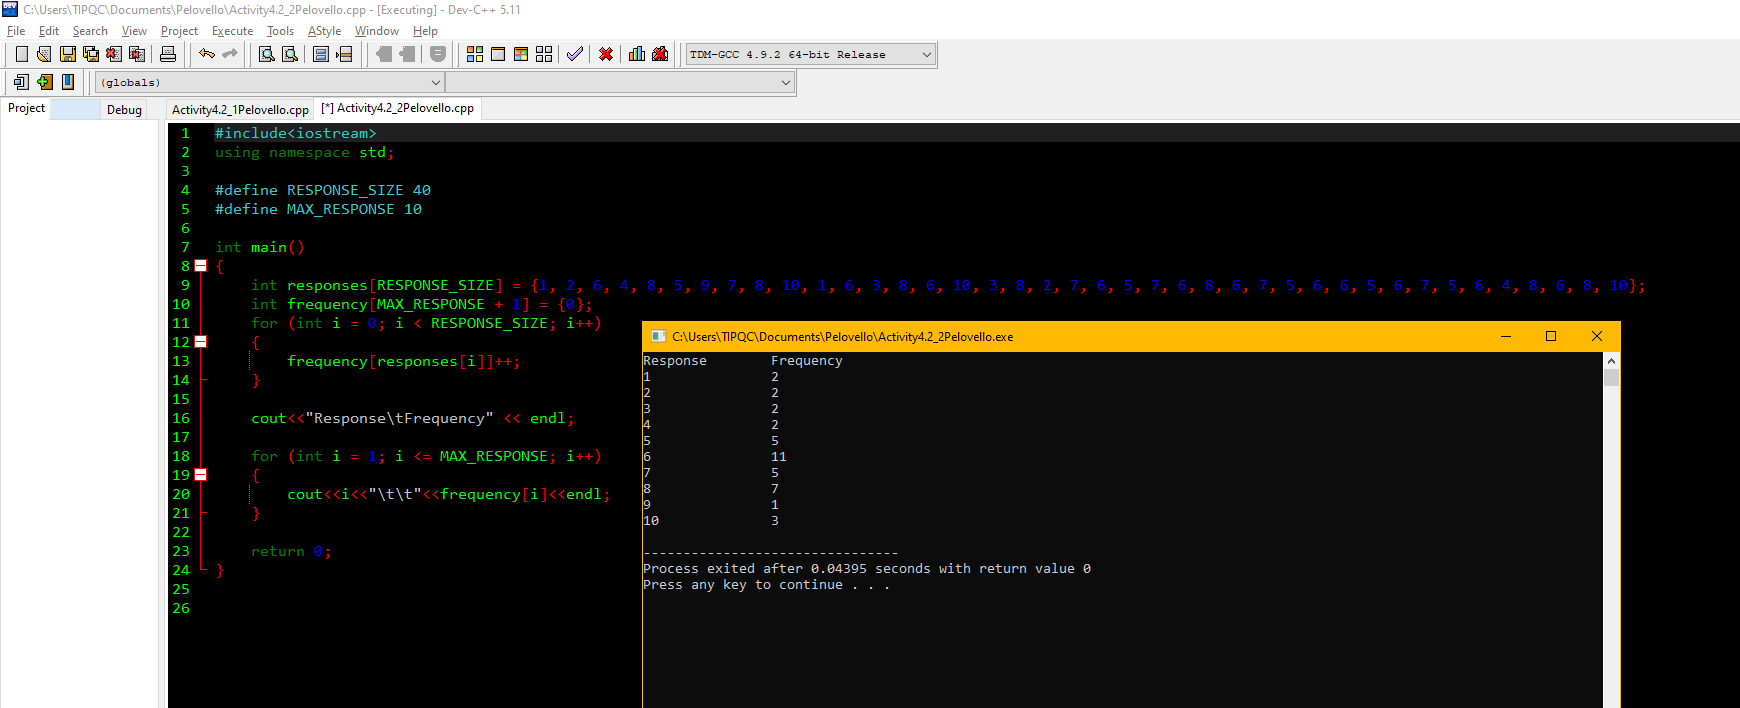 C:\Users\TIPQC\Documents\Pelovello\Activity4.2_2Pelovello.cpp - [Executing] - Dev-C++ 5.11
File Edit Search View Project Execute Tools AStyle Window Help
TDM-GCC 4.9.2 64-bit Release
(globals)
Project Debug Activity4.2_1Pelovello.cpp [*] Activity4.2_2Pelovello.cpp
1 #include<iostream>
2 using namespace std;
3
4 #define RESPONSE_SIZE 40
5 #define MAX_RESPONSE 10
6
7 int main()
8 {
9 int responses[RESPONSE_SIZE] = {1, 2, 6, 4, 8, 5, 9, 7, 8, 10, 1, 6, 3, 8, 6, 10, 3, 8, 2, 7, 6, 5, 7, 6, 8, 6, 7, 5, 6, 6, 5, 6, 7, 5, 6, 4, 8, 6, 8, 10};
10 int frequency[MAX_RESPONSE + 1] = {0};
11 for (int i = 0; i < RESPONSE_SIZE; i++)
12 {
13 frequency[responses[i]]++;
14 }
15
16 cout<<"Response\tFrequency" << endl;
17
18 for (int i = 1; i <= MAX_RESPONSE; i++)
19 {
20 cout<<i<<"\t\t"<<frequency[i]<<endl;
21 }
22
23 return 0;
24 }
25
26
C:\Users\TIPQC\Documents\Pelovello\Activity4.2_2Pelovello.exe
Response Frequency
1 2
2 2
3 2
4 2
5 5
6 11
7 5
8 7
9 1
10 3
--------------------------------
Process exited after 0.04395 seconds with return value 0
Press any key to continue . . .